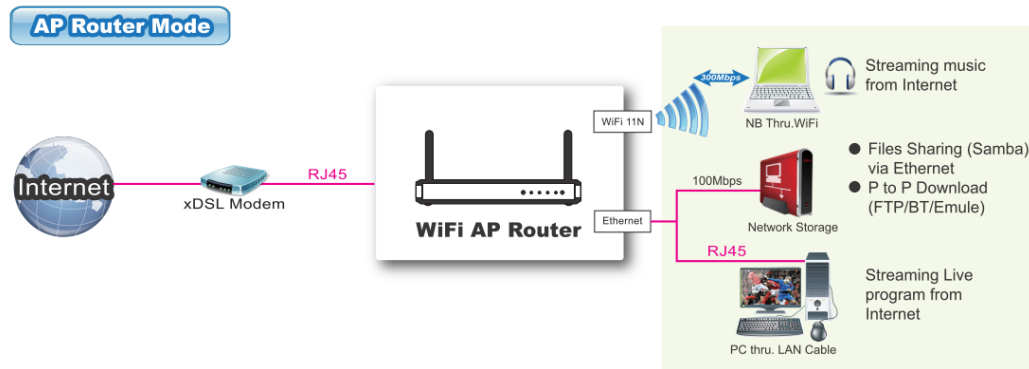 AP Router Mode
Internet
xDSL Modem
RJ45
WiFi AP Router
WiFi 11N
Ethernet
300Mbps
NB Thru.WiFi
Streaming music
from Internet
100Mbps
Network Storage
● Files Sharing (Samba)
via Ethernet
● P to P Download
(FTP/BT/Emule)
RJ45
PC thru. LAN Cable
Streaming Live
program from
Internet